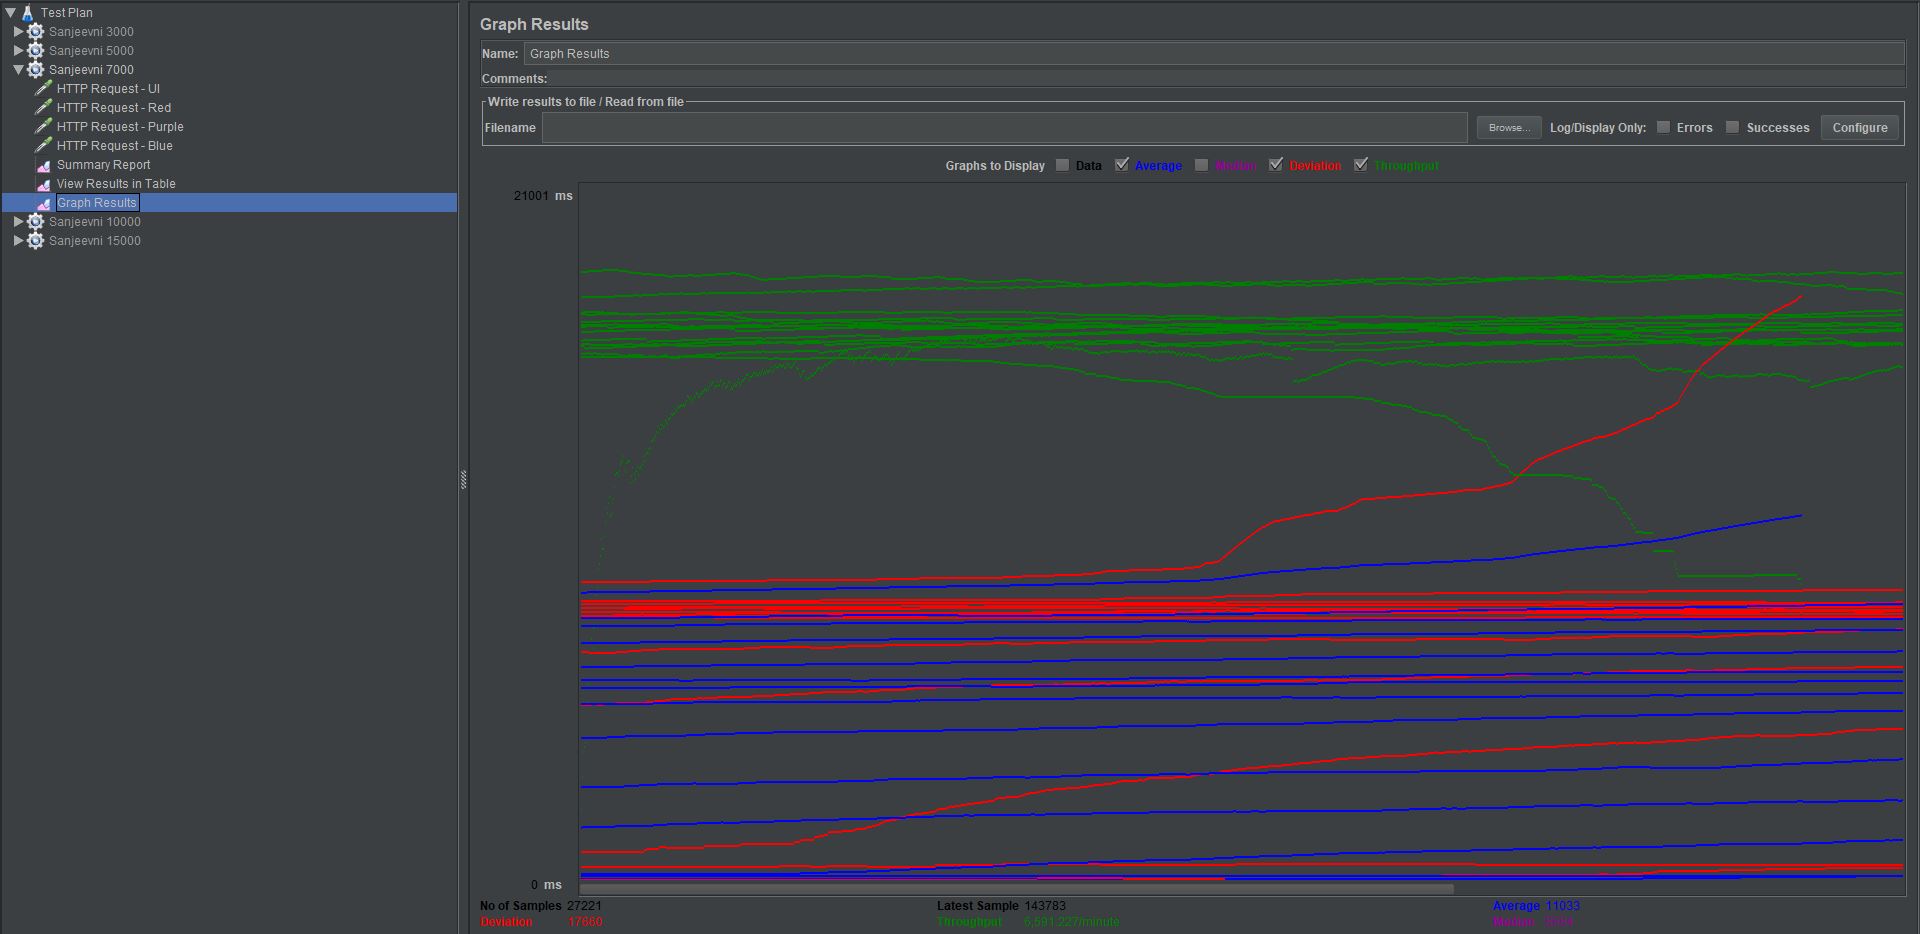 Test Plan
Sanjeevni 3000
Sanjeevni 5000
Sanjeevni 7000
HTTP Request - UI
HTTP Request - Red
HTTP Request - Purple
HTTP Request - Blue
Summary Report
View Results in Table
Graph Results
Sanjeevni 10000
Sanjeevni 15000
Graph Results
Name: Graph Results
Comments:
Write results to file / Read from file
Filename Browse... Log/Display Only: Errors Successes Configure
Graphs to Display Data Average Median Deviation Throughput
21001 ms
0 ms
No of Samples 27221 Latest Sample 143783 Average 11033
Deviation 17660 Throughput 6,591.227/minute Median